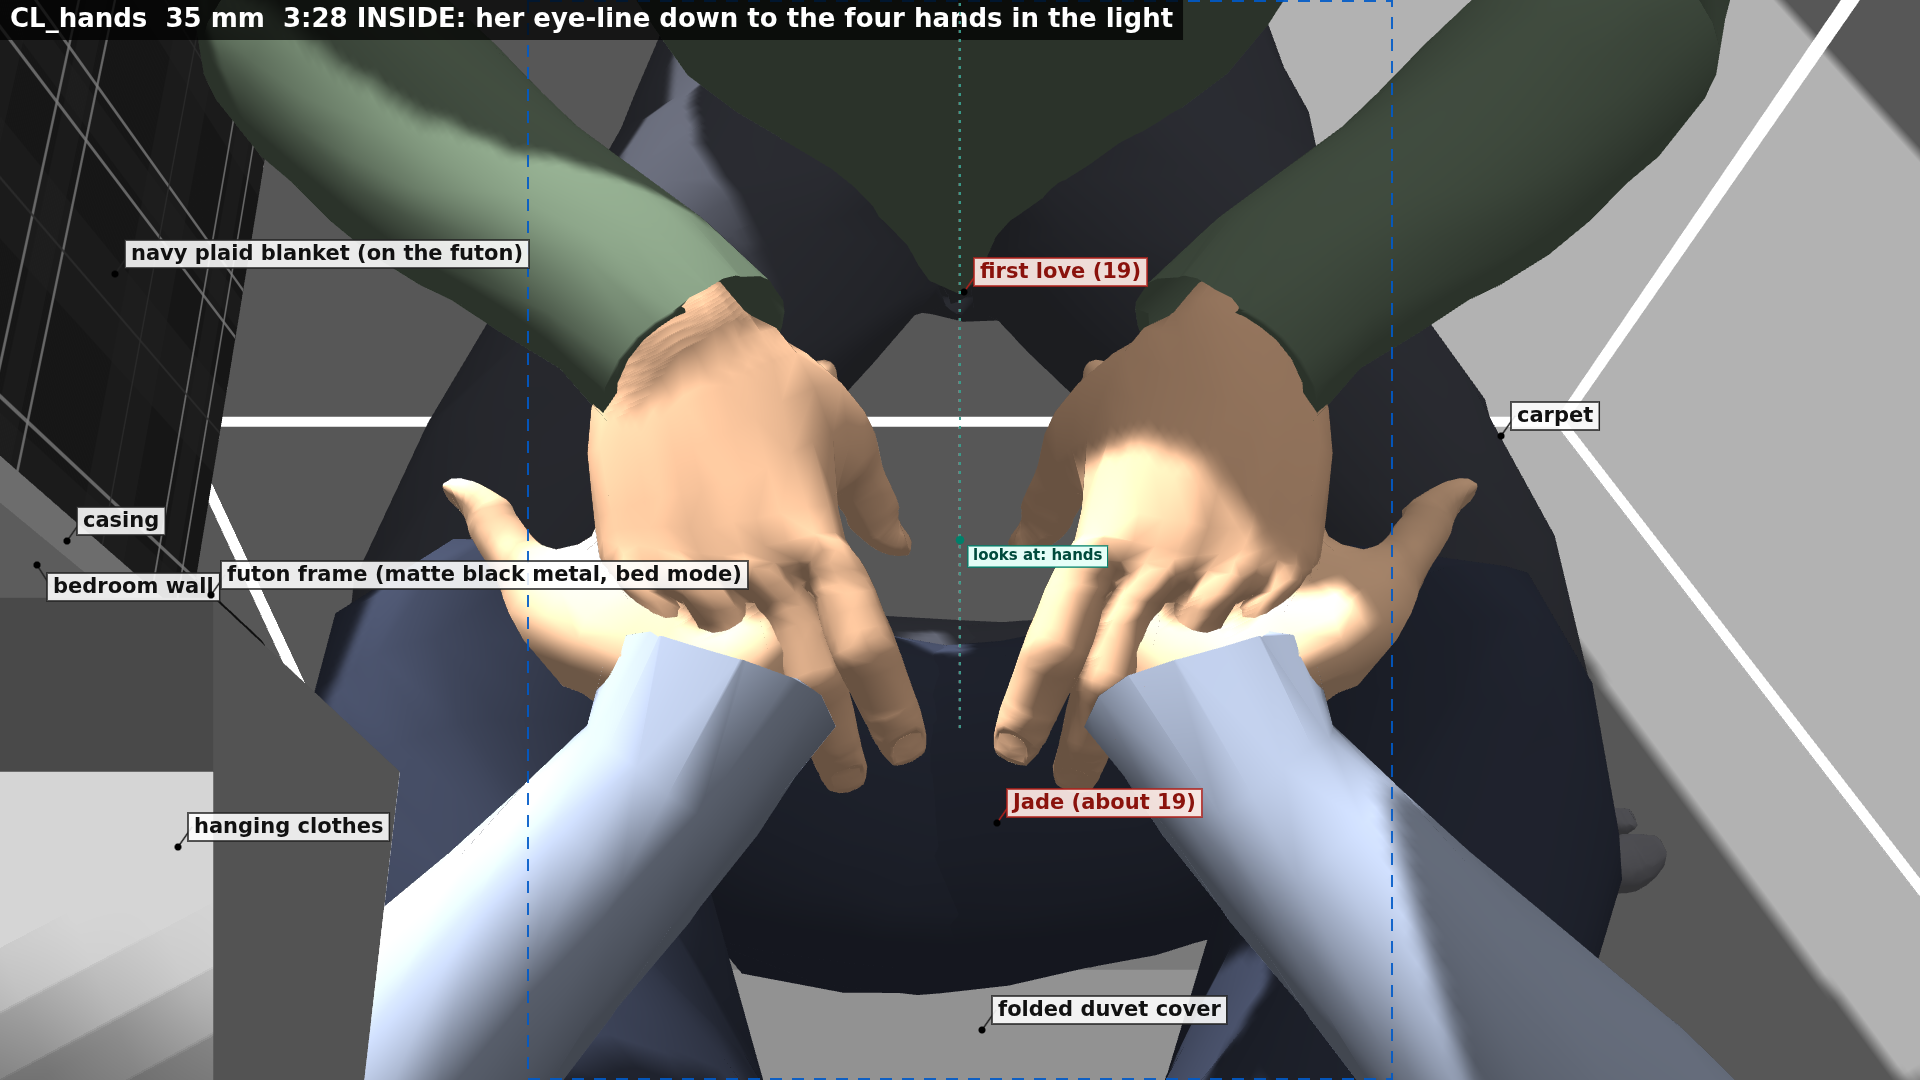 CL_hands  35 mm  3:28 INSIDE: her eye-line down to the four hands in the light
navy plaid blanket (on the futon)
first love (19)
carpet
casing
looks at: hands
bedroom wall
futon frame (matte black metal, bed mode)
Jade (about 19)
hanging clothes
folded duvet cover